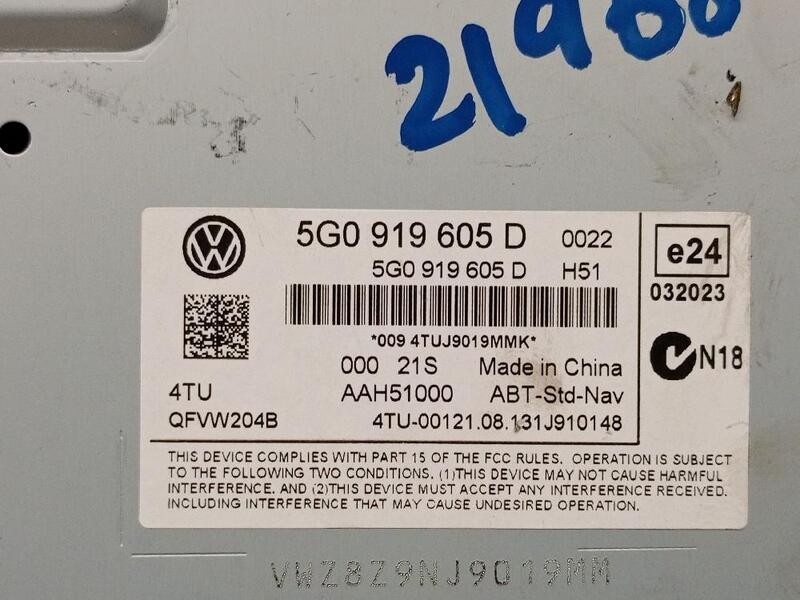 5G0 919 605 D 0022
5G0 919 605 D H51
e24
032023
*009 4TUJ9019MMK*
N18
000 21S Made in China
4TU AAH51000 ABT-Std-Nav
QFVW204B 4TU-00121.08.131J910148
THIS DEVICE COMPLIES WITH PART 15 OF THE FCC RULES. OPERATION IS SUBJECT
TO THE FOLLOWING TWO CONDITIONS. (1)THIS DEVICE MAY NOT CAUSE HARMFUL
INTERFERENCE. AND (2)THIS DEVICE MUST ACCEPT ANY INTERFERENCE RECEIVED.
INCLUDING INTERFERENCE THAT MAY CAUSE UNDESIRED OPERATION.
VWZ8Z9NJ9019MM